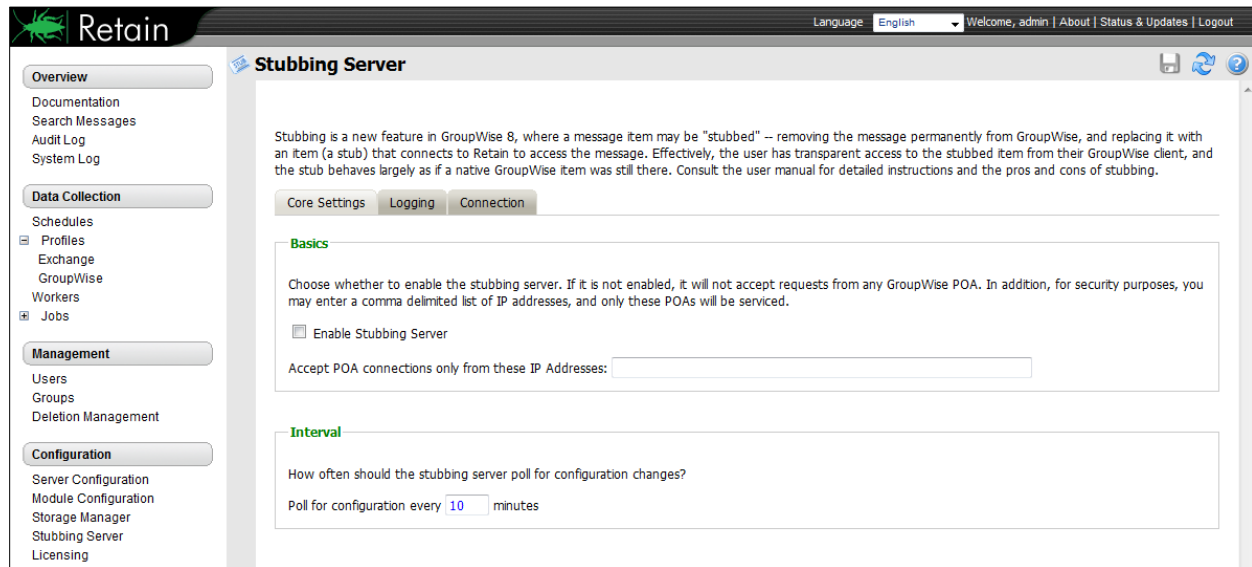 Retain
Language English Welcome, admin | About | Status & Updates | Logout
Overview
Documentation
Search Messages
Audit Log
System Log
Data Collection
Schedules
Profiles
Exchange
GroupWise
Workers
Jobs
Management
Users
Groups
Deletion Management
Configuration
Server Configuration
Module Configuration
Storage Manager
Stubbing Server
Licensing
Stubbing Server
Stubbing is a new feature in GroupWise 8, where a message item may be "stubbed" -- removing the message permanently from GroupWise, and replacing it with
an item (a stub) that connects to Retain to access the message. Effectively, the user has transparent access to the stubbed item from their GroupWise client, and
the stub behaves largely as if a native GroupWise item was still there. Consult the user manual for detailed instructions and the pros and cons of stubbing.
Core Settings Logging Connection
Basics
Choose whether to enable the stubbing server. If it is not enabled, it will not accept requests from any GroupWise POA. In addition, for security purposes, you
may enter a comma delimited list of IP addresses, and only these POAs will be serviced.
Enable Stubbing Server
Accept POA connections only from these IP Addresses:
Interval
How often should the stubbing server poll for configuration changes?
Poll for configuration every 10 minutes